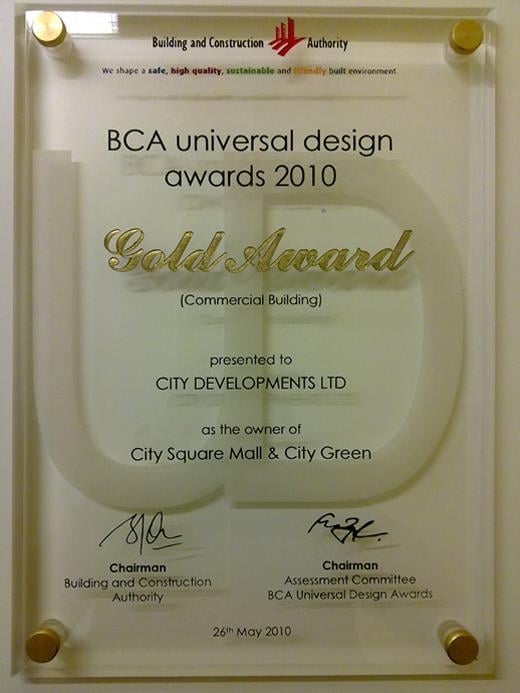 Building and Construction Authority
We shape a safe, high quality, sustainable and friendly built environment.
BCA universal design
awards 2010
Gold Award
(Commercial Building)
presented to
CITY DEVELOPMENTS LTD
as the owner of
City Square Mall & City Green
Chairman
Building and Construction
Authority
Chairman
Assessment Committee
BCA Universal Design Awards
26th May 2010